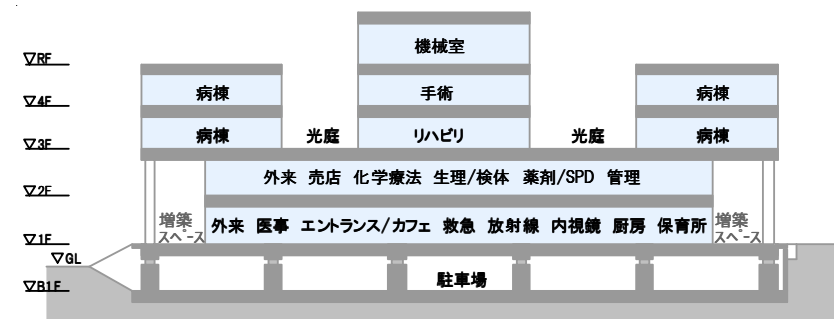 機械室
▽RF
病棟 手術 病棟
▽4F
病棟 光庭 リハビリ 光庭 病棟
▽3F
外来 売店 化学療法 生理/検体 薬剤/SPD 管理
▽2F
増築
スペース
外来 医事 エントランス/カフェ 救急 放射線 内視鏡 厨房 保育所
増築
スペース
▽1F
▽GL
駐車場
▽B1F